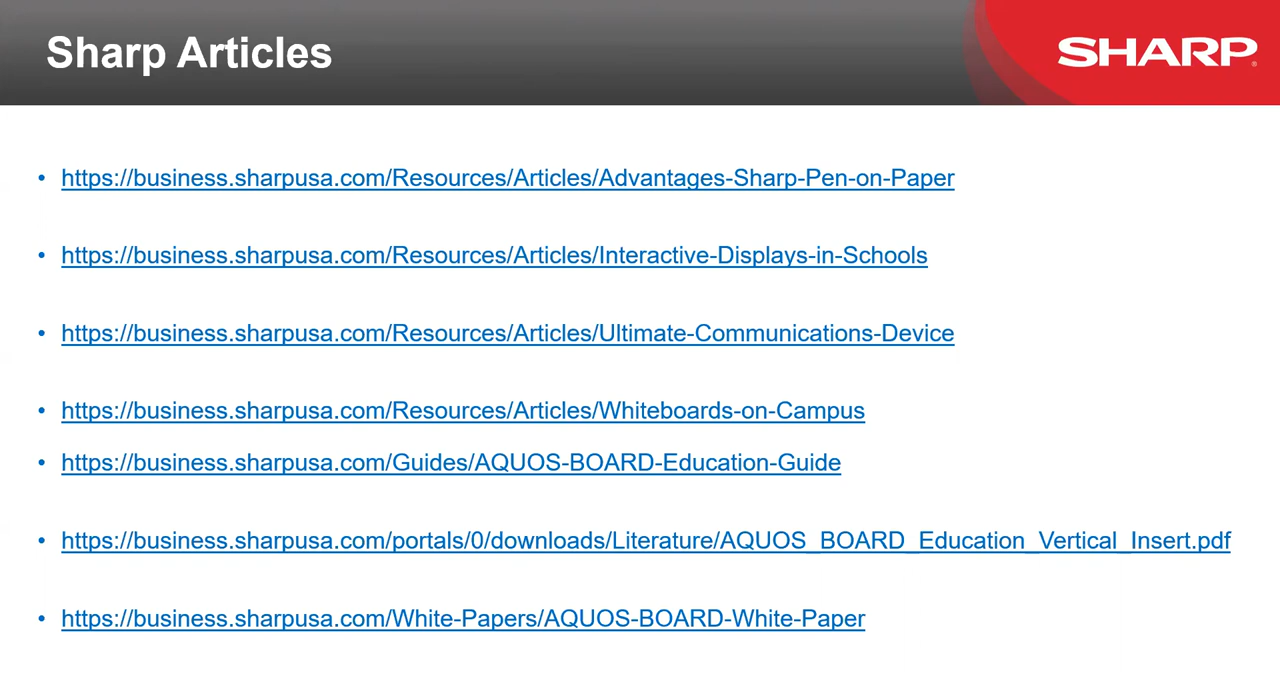 Sharp Articles
SHARP
• https://business.sharpusa.com/Resources/Articles/Advantages-Sharp-Pen-on-Paper
• https://business.sharpusa.com/Resources/Articles/Interactive-Displays-in-Schools
• https://business.sharpusa.com/Resources/Articles/Ultimate-Communications-Device
• https://business.sharpusa.com/Resources/Articles/Whiteboards-on-Campus
• https://business.sharpusa.com/Guides/AQUOS-BOARD-Education-Guide
• https://business.sharpusa.com/portals/0/downloads/Literature/AQUOS_BOARD_Education_Vertical_Insert.pdf
• https://business.sharpusa.com/White-Papers/AQUOS-BOARD-White-Paper